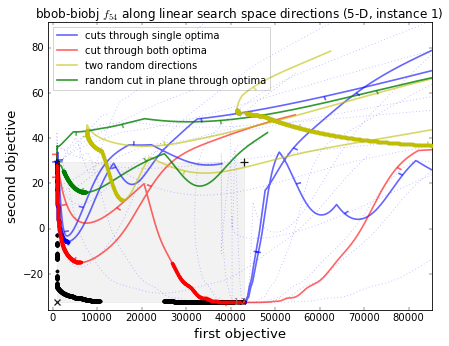 bbob-biobj f54 along linear search space directions (5-D, instance 1)
cuts through single optima
cut through both optima
two random directions
random cut in plane through optima
80
60
40
20
0
−20
second objective
0 10000 20000 30000 40000 50000 60000 70000 80000
first objective